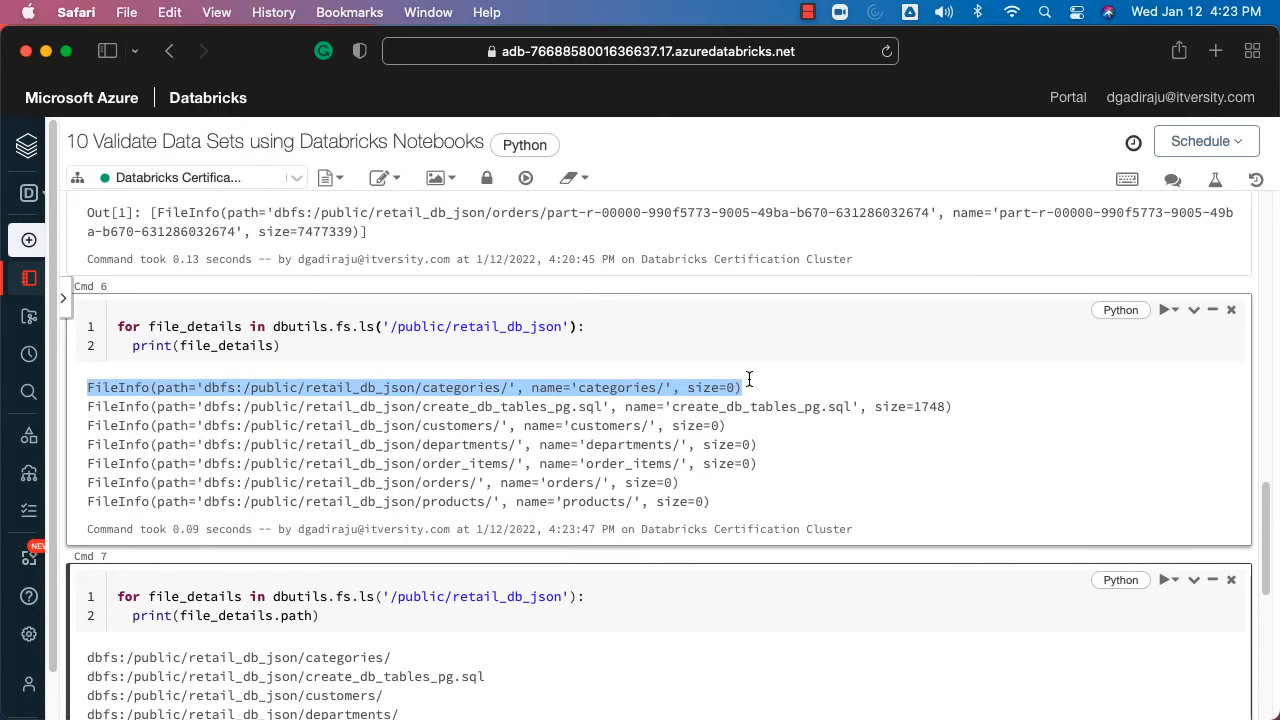 Safari File Edit View History Bookmarks Window Help Wed Jan 12 4:23 PM
adb-7668858001636637.17.azuredatabricks.net
Microsoft Azure Databricks Portal dgadiraju@itversity.com
10 Validate Data Sets using Databricks Notebooks Python Schedule
Databricks Certifica...
Out[1]: [FileInfo(path='dbfs:/public/retail_db_json/orders/part-r-00000-990f5773-9005-49ba-b670-631286032674', name='part-r-00000-990f5773-9005-49b
a-b670-631286032674', size=7477339)]
Command took 0.13 seconds -- by dgadiraju@itversity.com at 1/12/2022, 4:20:45 PM on Databricks Certification Cluster
Cmd 6
Python
1 for file_details in dbutils.fs.ls('/public/retail_db_json'):
2 print(file_details)
FileInfo(path='dbfs:/public/retail_db_json/categories/', name='categories/', size=0)
FileInfo(path='dbfs:/public/retail_db_json/create_db_tables_pg.sql', name='create_db_tables_pg.sql', size=1748)
FileInfo(path='dbfs:/public/retail_db_json/customers/', name='customers/', size=0)
FileInfo(path='dbfs:/public/retail_db_json/departments/', name='departments/', size=0)
FileInfo(path='dbfs:/public/retail_db_json/order_items/', name='order_items/', size=0)
FileInfo(path='dbfs:/public/retail_db_json/orders/', name='orders/', size=0)
FileInfo(path='dbfs:/public/retail_db_json/products/', name='products/', size=0)
Command took 0.09 seconds -- by dgadiraju@itversity.com at 1/12/2022, 4:23:47 PM on Databricks Certification Cluster
NEW
Cmd 7
Python
1 for file_details in dbutils.fs.ls('/public/retail_db_json'):
2 print(file_details.path)
dbfs:/public/retail_db_json/categories/
dbfs:/public/retail_db_json/create_db_tables_pg.sql
dbfs:/public/retail_db_json/customers/
dbfs:/public/retail_db_json/departments/